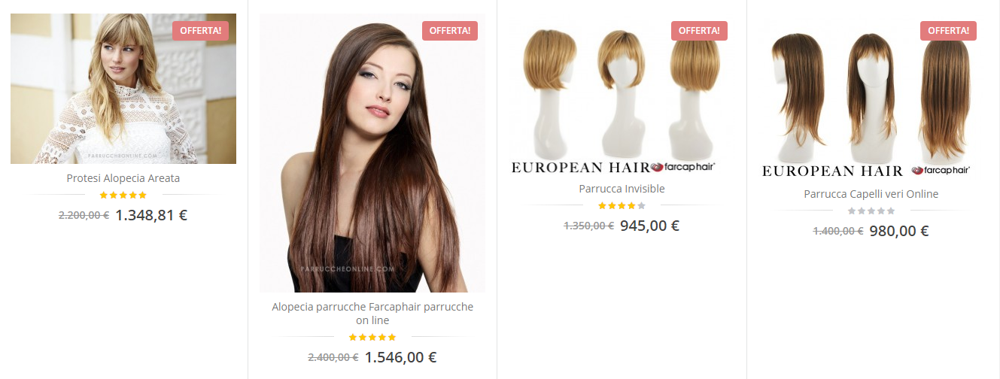 OFFERTA!
PARRUCCHEONLINE.COM
Protesi Alopecia Areata
2.200,00 € 1.348,81 €
OFFERTA!
PARRUCCHEONLINE.COM
Alopecia parrucche Farcaphair parrucche
on line
2.400,00 € 1.546,00 €
OFFERTA!
EUROPEAN HAIR farcaphair®
Parrucca Invisible
1.350,00 € 945,00 €
OFFERTA!
EUROPEAN HAIR farcaphair®
Parrucca Capelli veri Online
1.400,00 € 980,00 €